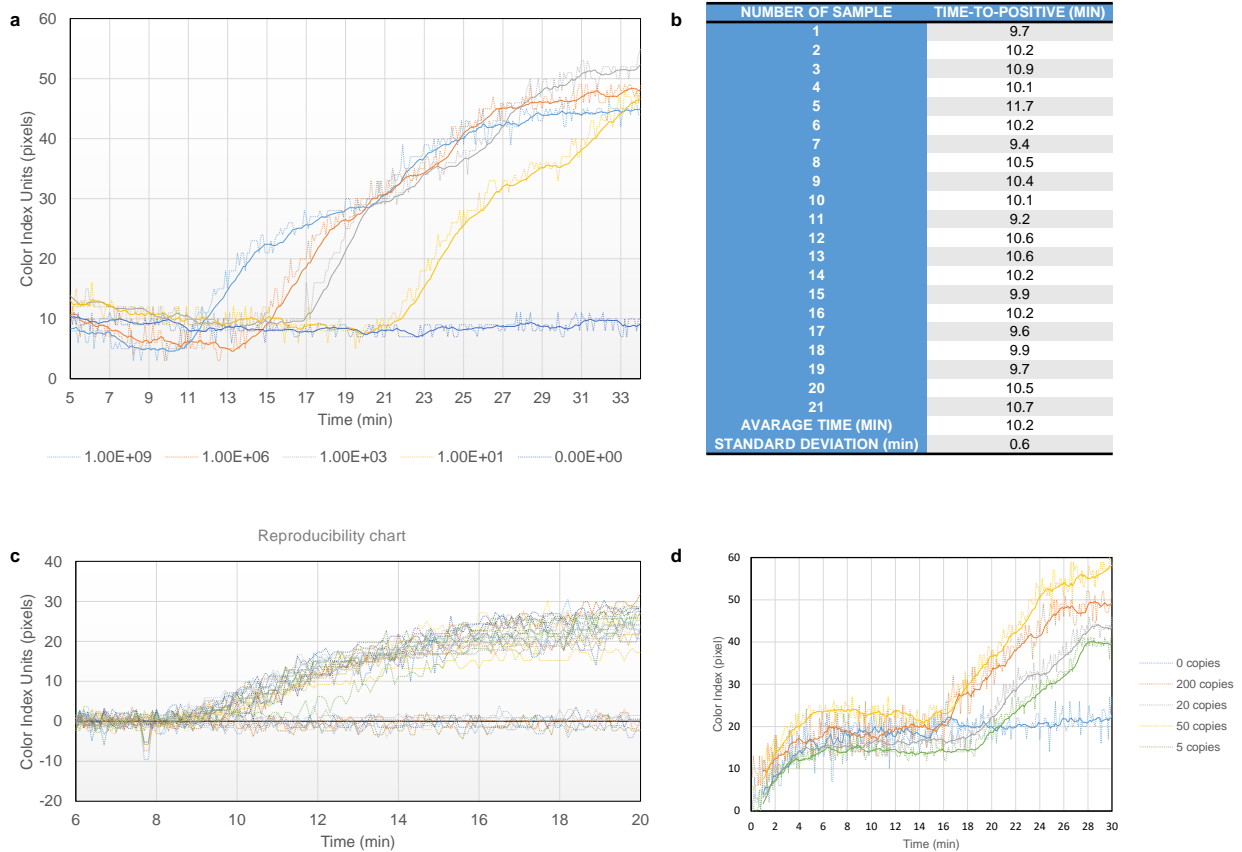 a
60
50
40
30
20
10
0
Color Index Units (pixels)
5 7 9 11 13 15 17 19 21 23 25 27 29 31 33
Time (min)
1.00E+09 1.00E+06 1.00E+03 1.00E+01 0.00E+00
b
NUMBER OF SAMPLE TIME-TO-POSITIVE (MIN)
1 9.7
2 10.2
3 10.9
4 10.1
5 11.7
6 10.2
7 9.4
8 10.5
9 10.4
10 10.1
11 9.2
12 10.6
13 10.6
14 10.2
15 9.9
16 10.2
17 9.6
18 9.9
19 9.7
20 10.5
21 10.7
AVARAGE TIME (MIN) 10.2
STANDARD DEVIATION (min) 0.6
c
Reproducibility chart
40
30
20
10
0
-10
-20
Color Index Units (pixels)
6 8 10 12 14 16 18 20
Time (min)
d
60
50
40
30
20
10
0
Color Index (pixel)
0 2 4 6 8 10 12 14 16 18 20 22 24 26 28 30
Time (min)
0 copies
200 copies
20 copies
50 copies
5 copies